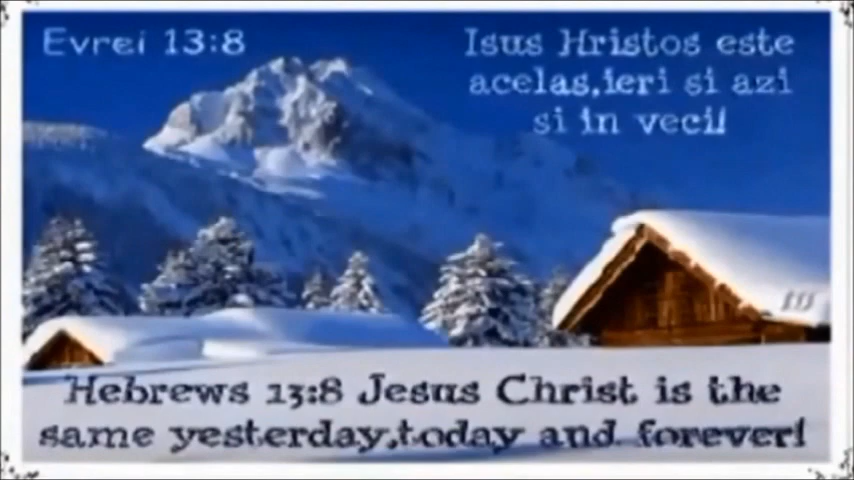 Evrei 13:8
Isus Hristos este
acelas,ieri si azi
si in veci!
Hebrews 13:8 Jesus Christ is the
same yesterday,today and forever!